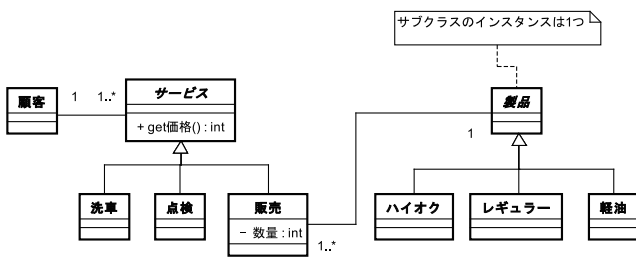 サブクラスのインスタンスは1つ
顧客
1
1..*
サービス
+ get価格() : int
製品
1
洗車
点検
販売
- 数量 : int
1..*
ハイオク
レギュラー
軽油